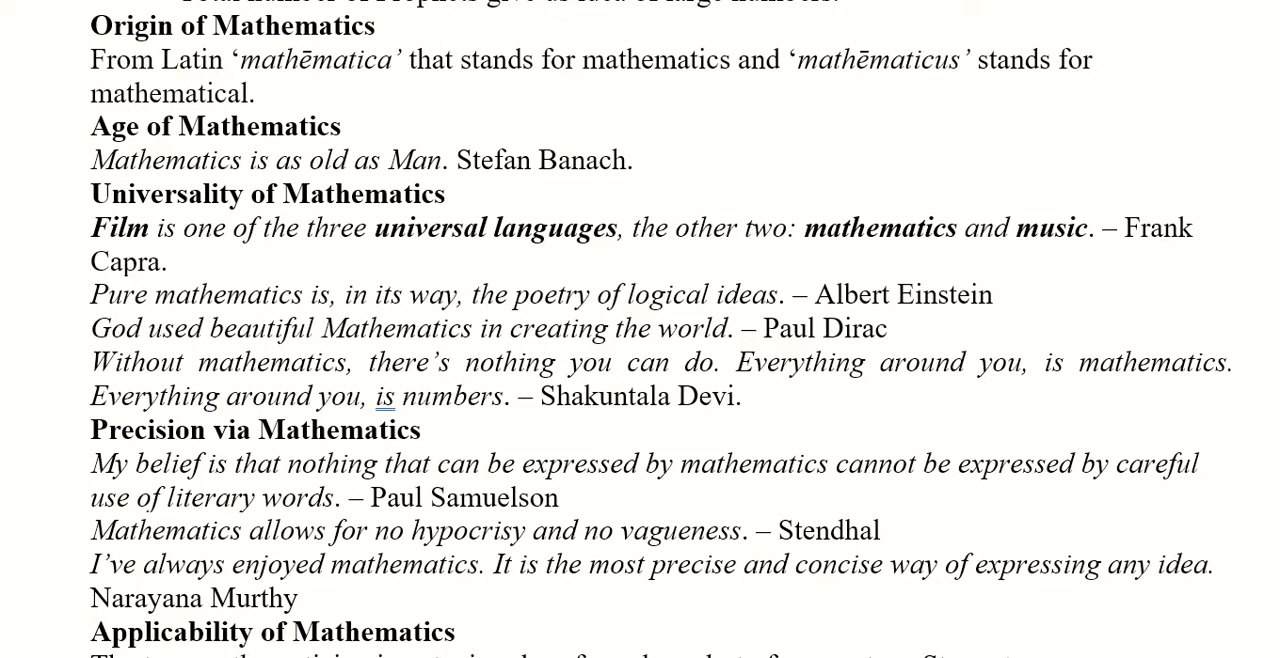 Origin of Mathematics
From Latin ‘mathēmatica’ that stands for mathematics and ‘mathēmaticus’ stands for
mathematical.
Age of Mathematics
Mathematics is as old as Man. Stefan Banach.
Universality of Mathematics
Film is one of the three universal languages, the other two: mathematics and music. – Frank
Capra.
Pure mathematics is, in its way, the poetry of logical ideas. – Albert Einstein
God used beautiful Mathematics in creating the world. – Paul Dirac
Without mathematics, there’s nothing you can do. Everything around you, is mathematics.
Everything around you, is numbers. – Shakuntala Devi.
Precision via Mathematics
My belief is that nothing that can be expressed by mathematics cannot be expressed by careful
use of literary words. – Paul Samuelson
Mathematics allows for no hypocrisy and no vagueness. – Stendhal
I’ve always enjoyed mathematics. It is the most precise and concise way of expressing any idea.
Narayana Murthy
Applicability of Mathematics